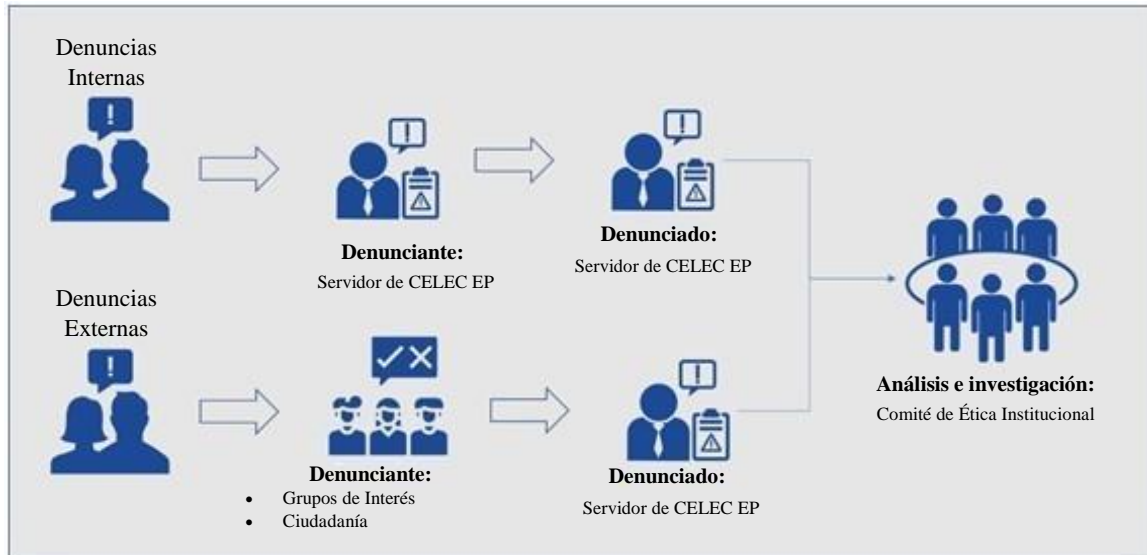 Denuncias
Internas
Denunciante:
Servidor de CELEC EP
Denunciado:
Servidor de CELEC EP
Denuncias
Externas
Denunciante:
• Grupos de Interés
• Ciudadanía
Denunciado:
Servidor de CELEC EP
Análisis e investigación:
Comité de Ética Institucional